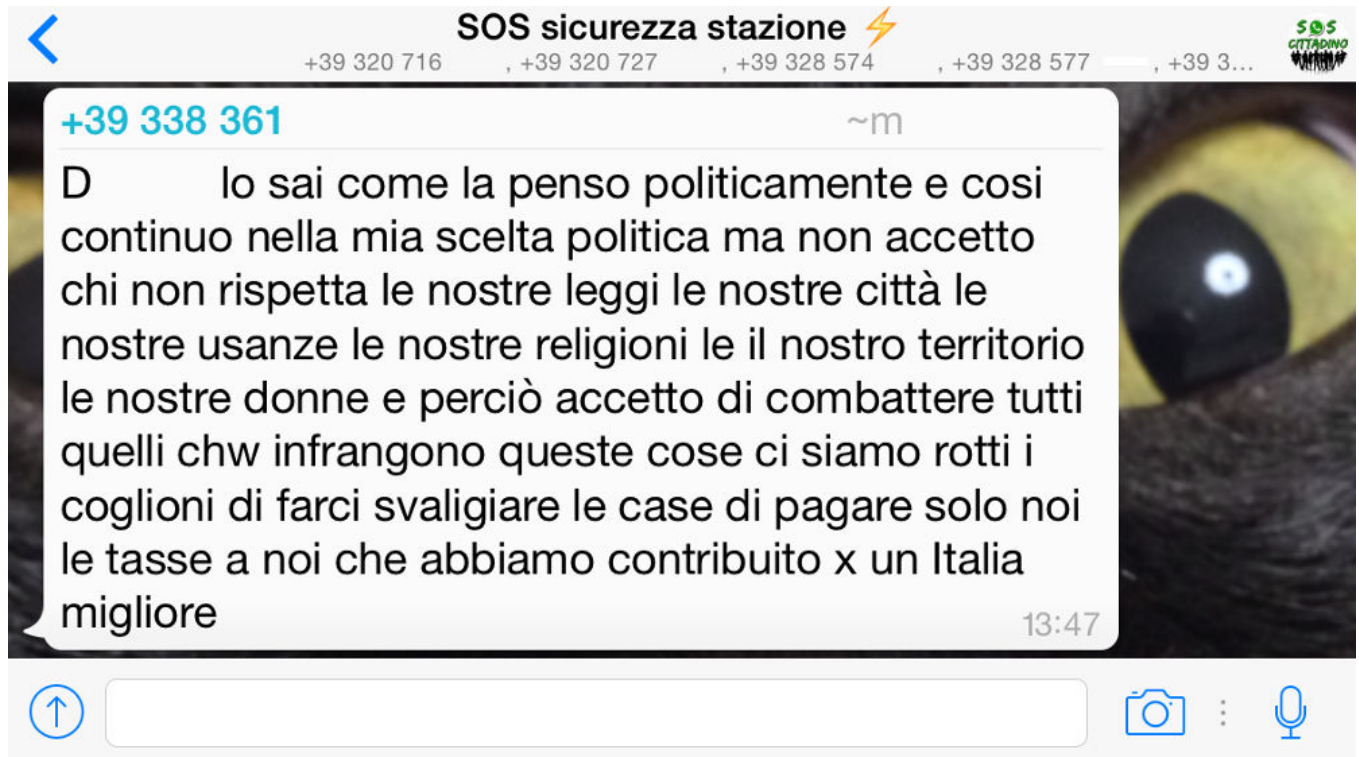 SOS sicurezza stazione ⚡
+39 320 716 , +39 320 727 , +39 328 574 , +39 328 577 , +39 3…
SOS
CITTADINO
+39 338 361 ~m
D lo sai come la penso politicamente e cosi
continuo nella mia scelta politica ma non accetto
chi non rispetta le nostre leggi le nostre città le
nostre usanze le nostre religioni le il nostro territorio
le nostre donne e perciò accetto di combattere tutti
quelli chw infrangono queste cose ci siamo rotti i
coglioni di farci svaligiare le case di pagare solo noi
le tasse a noi che abbiamo contribuito x un Italia
migliore
13:47